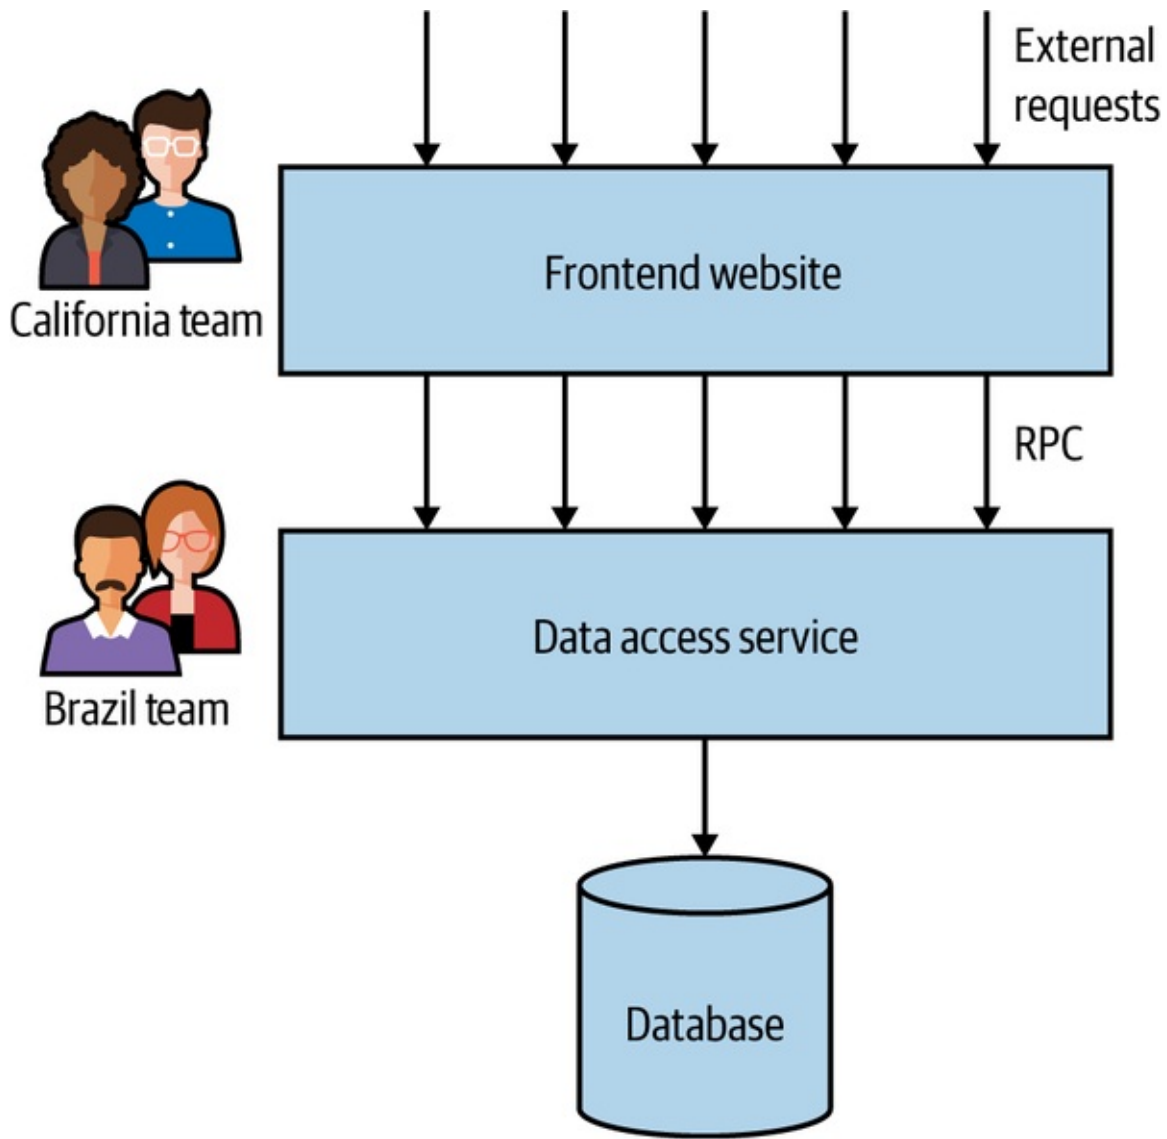 External
requests
Frontend website
California team
RPC
Data access service
Brazil team
Database